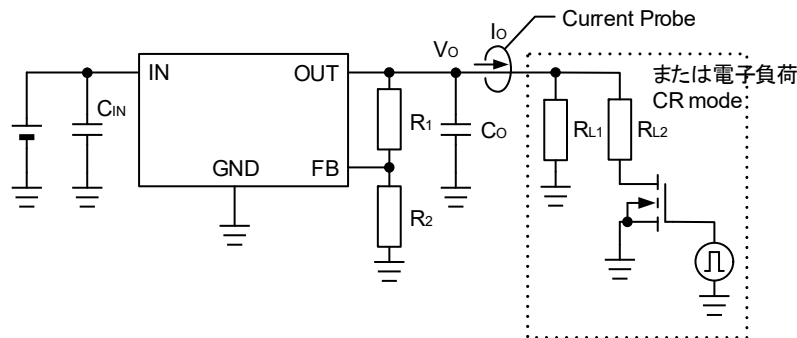 Current Probe
Io
Vo
IN
OUT
または電子負荷
CR mode
CIN
R1
Co
RL1
RL2
GND
FB
R2